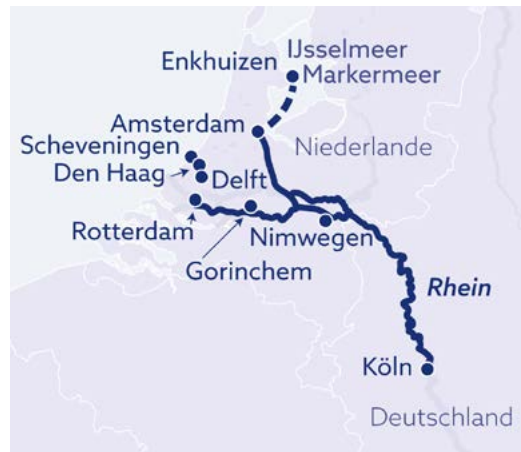 IJsselmeer
Enkhuizen
Markermeer
Amsterdam
Niederlande
Scheveningen
Den Haag
Delft
Rotterdam
Nimwegen
Gorinchem
Rhein
Köln
Deutschland